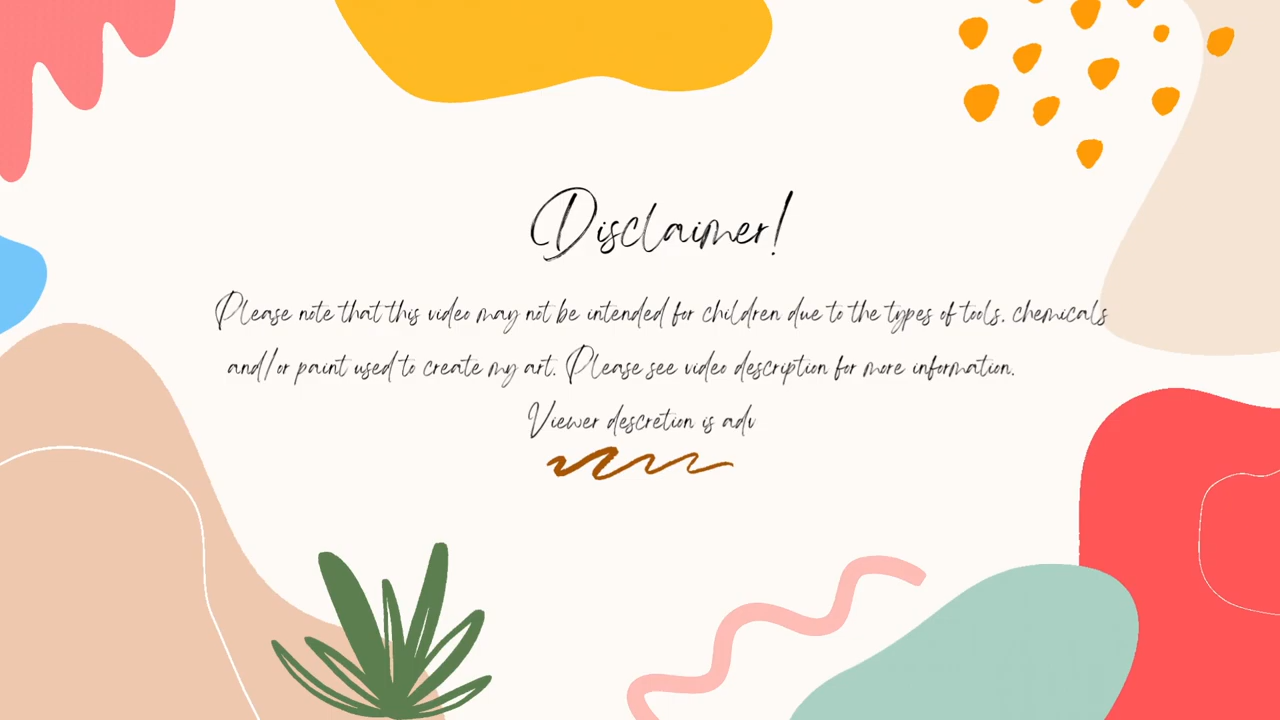 Disclaimer!
Please note that this video may not be intended for children due to the types of tools, chemicals
and/or paint used to create my art. Please see video description for more information.
Viewer descretion is adv